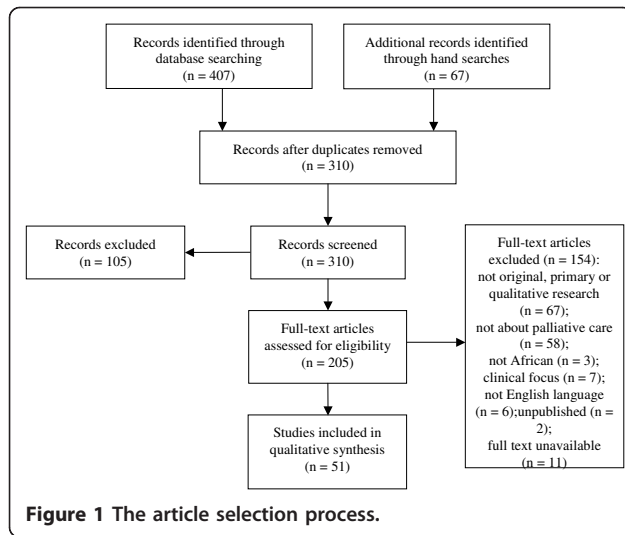 Records identified through
database searching
(n = 407)
Additional records identified
through hand searches
(n = 67)
Records after duplicates removed
(n = 310)
Records excluded
(n = 105)
Records screened
(n = 310)
Full-text articles
assessed for eligibility
(n = 205)
Full-text articles
excluded (n = 154):
not original, primary or
qualitative research
(n = 67);
not about palliative care
(n = 58);
not African (n = 3);
clinical focus (n = 7);
not English language
(n = 6);unpublished (n =
2);
full text unavailable
(n = 11)
Studies included in
qualitative synthesis
(n = 51)
Figure 1 The article selection process.